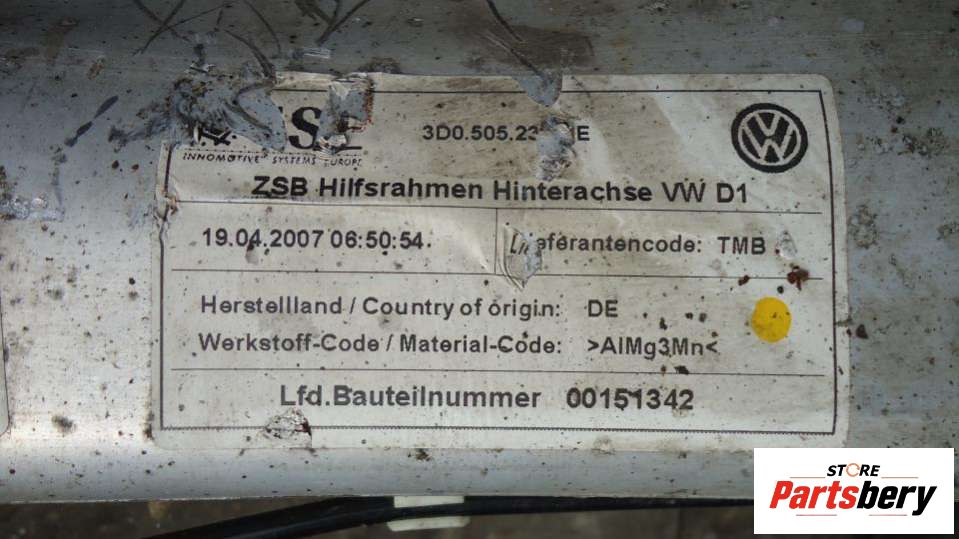 3D0.505.23 E
INNOMOTIVE SYSTEMS EUROPE
ZSB Hilfsrahmen Hinterachse VW D1
19.04.2007 06:50:54
Lieferantencode: TMB
Herstellland / Country of origin: DE
Werkstoff-Code / Material-Code: >AlMg3Mn<
Lfd.Bauteilnummer 00151342
STORE
Partsbery